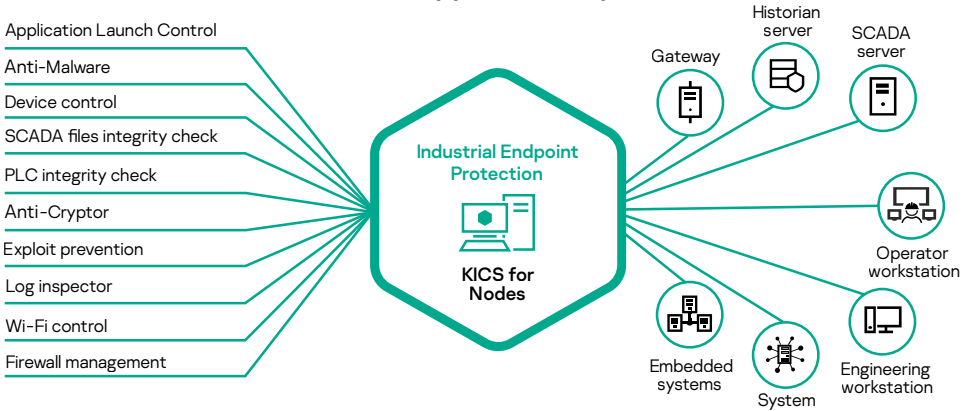 Application Launch Control
Anti-Malware
Device control
SCADA files integrity check
PLC integrity check
Anti-Cryptor
Exploit prevention
Log inspector
Wi-Fi control
Firewall management
Industrial Endpoint
Protection
KICS for
Nodes
Gateway
Historian
server
SCADA
server
Operator
workstation
Engineering
workstation
System
Embedded
systems